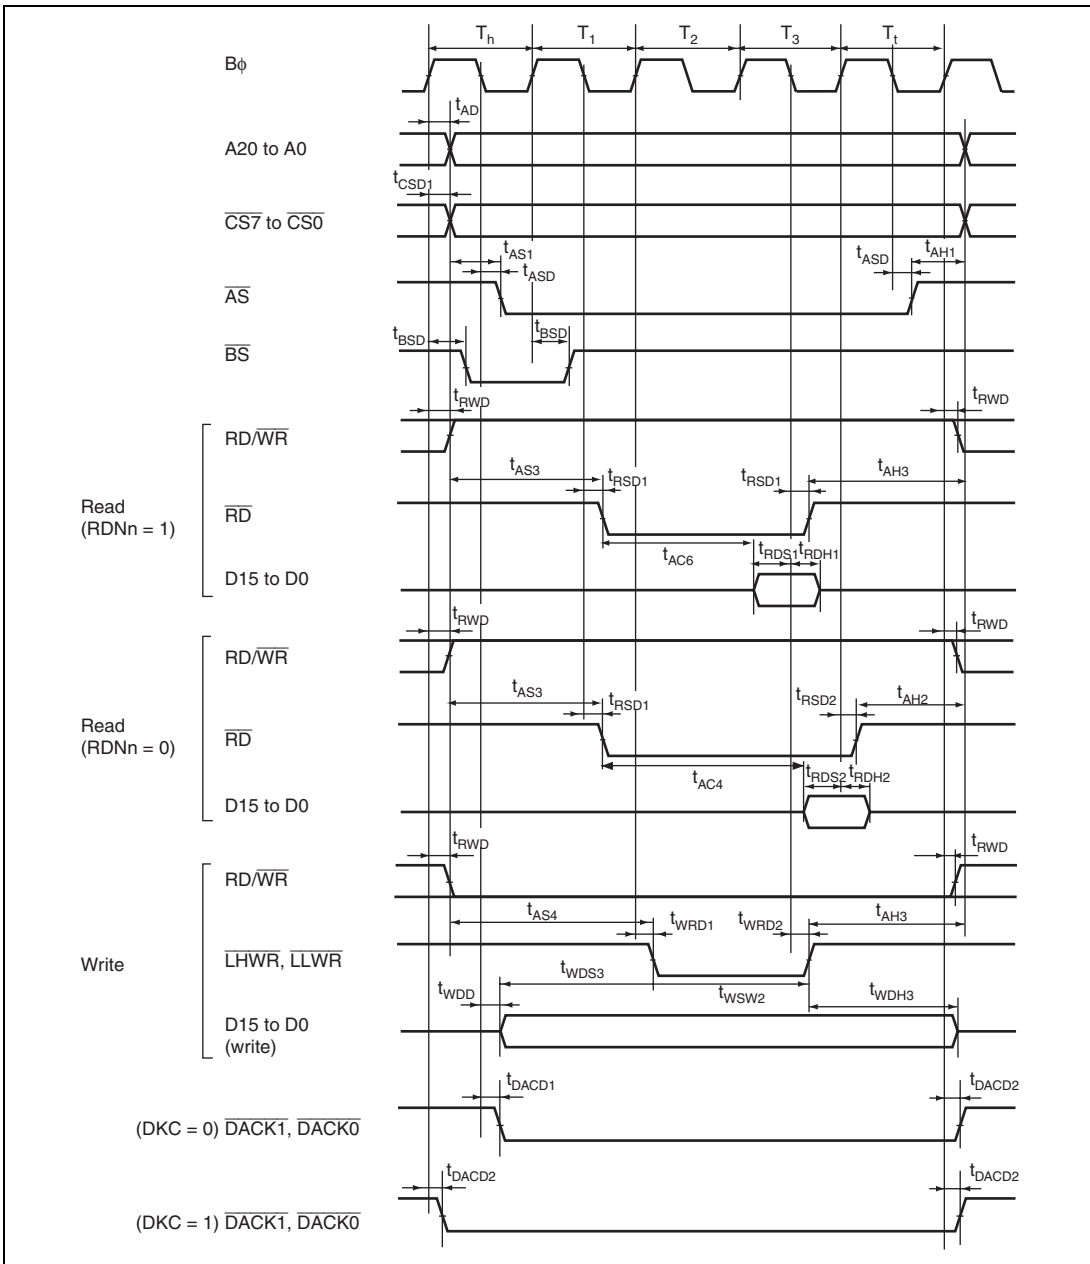 Th T1 T2 T3 Tt
Bφ
tAD
A20 to A0
tCSD1
CS7 to CS0
tAS1 tASD tASD tAH1
AS
tBSD tBSD
BS
tRWD tRWD
RD/WR
tAS3 tRSD1 tRSD1 tAH3
Read
(RDNn = 1)
RD
tAC6 tRDS1 tRDH1
D15 to D0
tRWD tRWD
RD/WR
tAS3 tRSD1 tRSD2 tAH2
Read
(RDNn = 0)
RD
tAC4 tRDS2 tRDH2
D15 to D0
tRWD tRWD
RD/WR
tAS4 tWRD1 tWRD2 tAH3
Write
LHWR, LLWR
tWDD tWDS3 tWSW2 tWDH3
D15 to D0
(write)
tDACD1 tDACD2
(DKC = 0) DACK1, DACK0
tDACD2 tDACD2
(DKC = 1) DACK1, DACK0